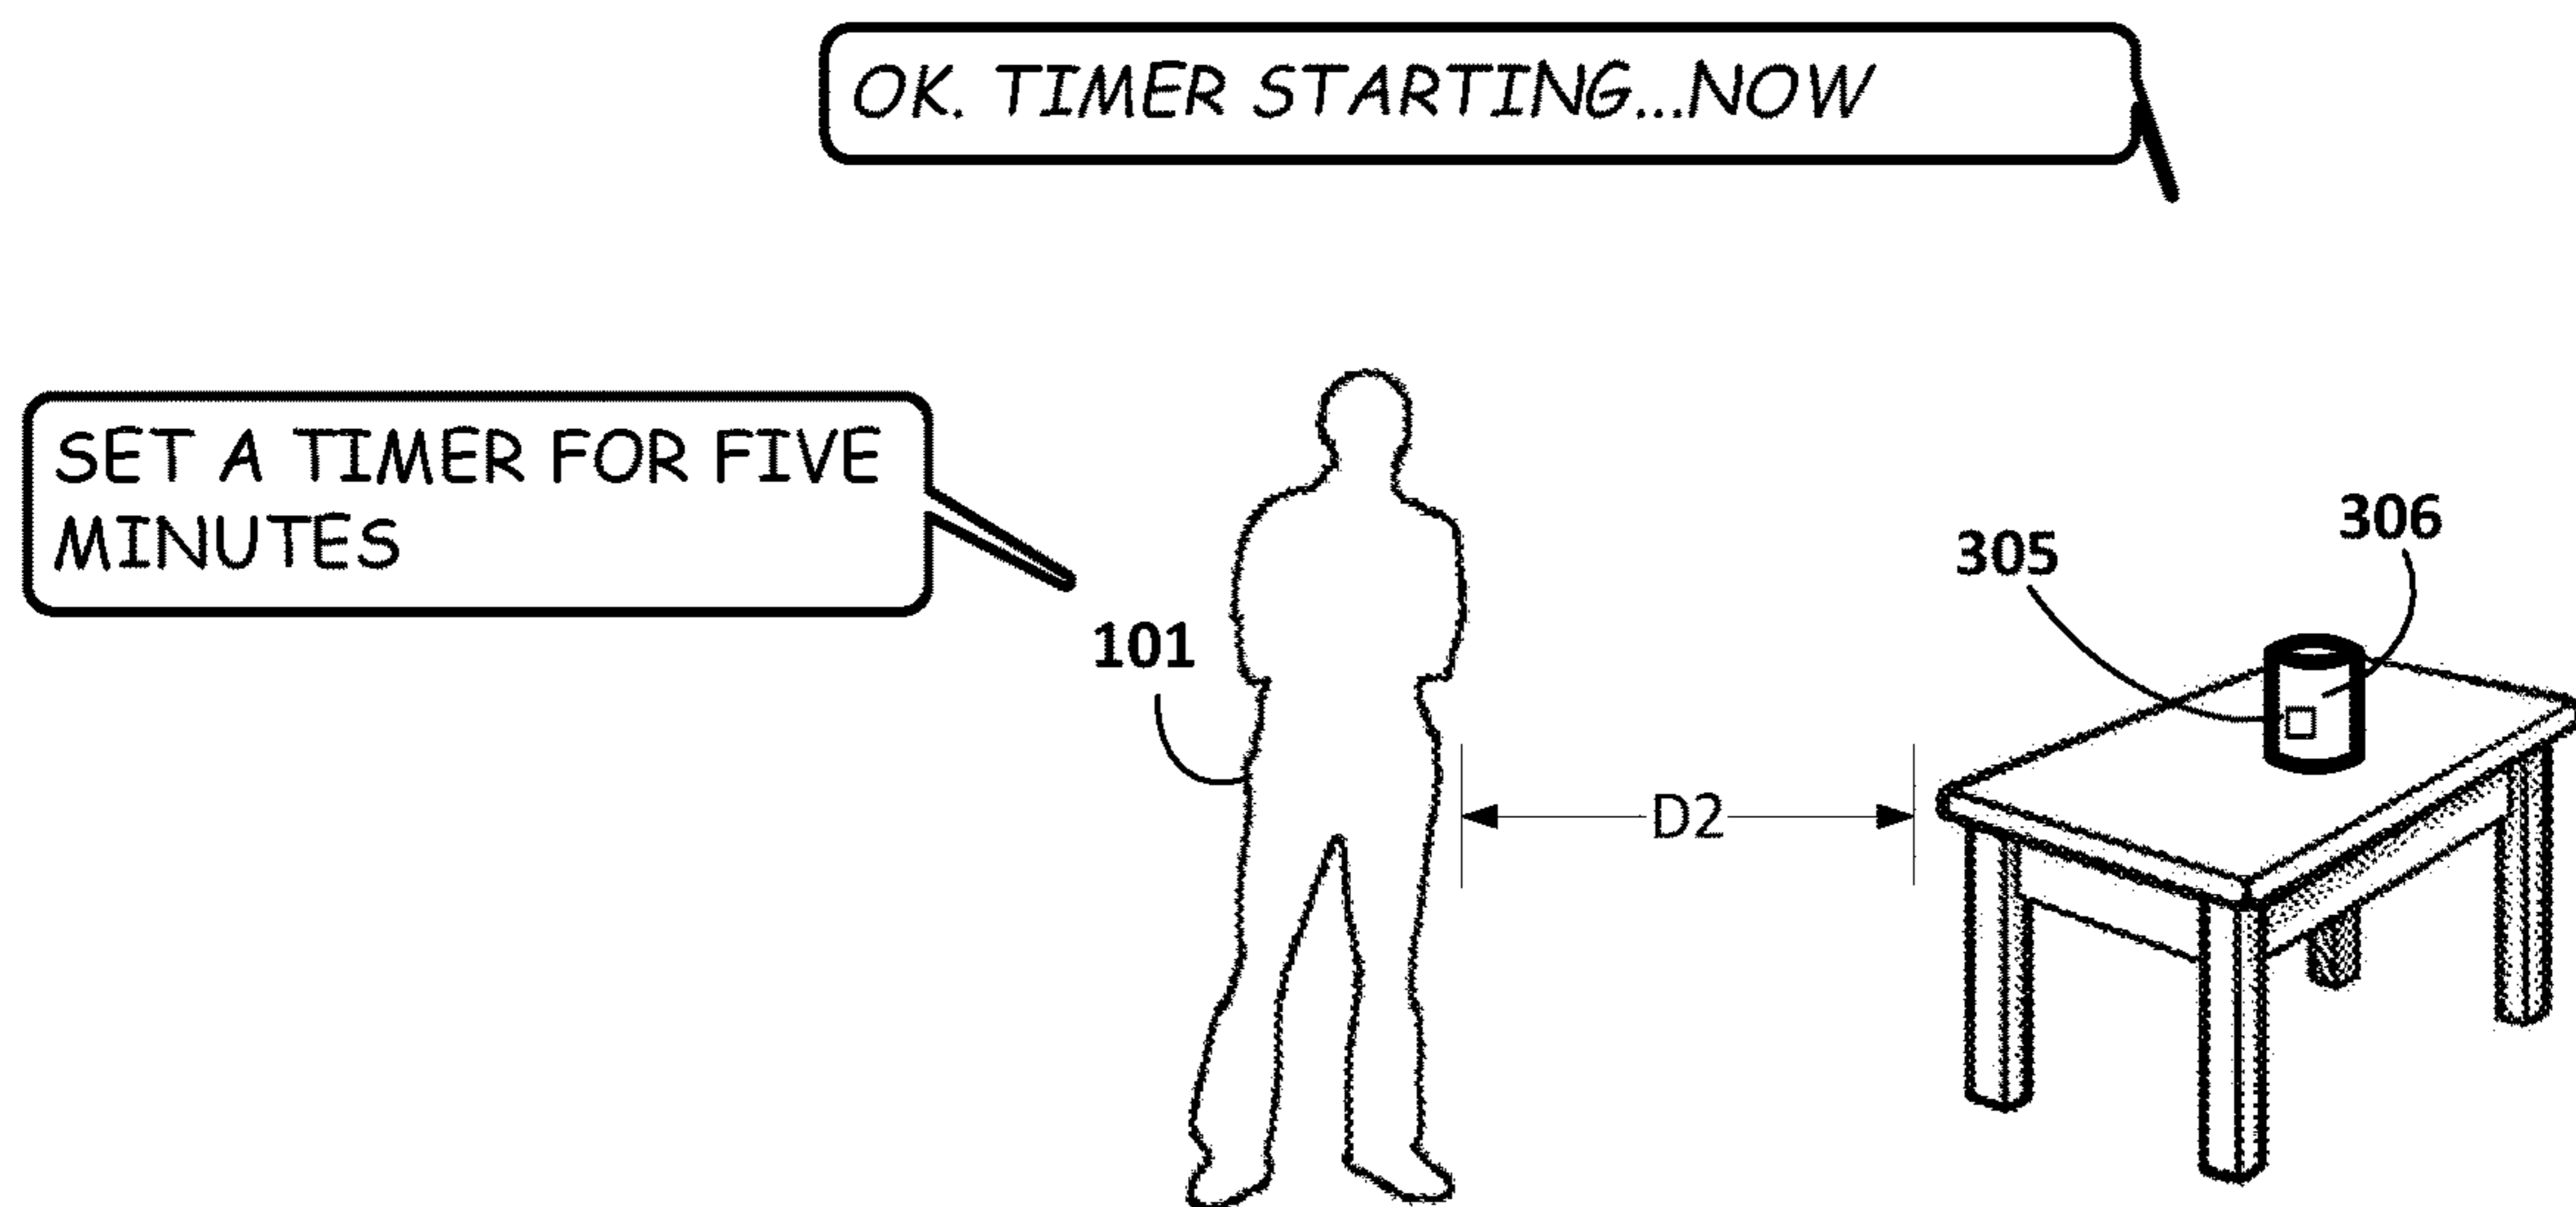 OK. TIMER STARTING...NOW
SET A TIMER FOR FIVE
MINUTES
306
305
101
D2